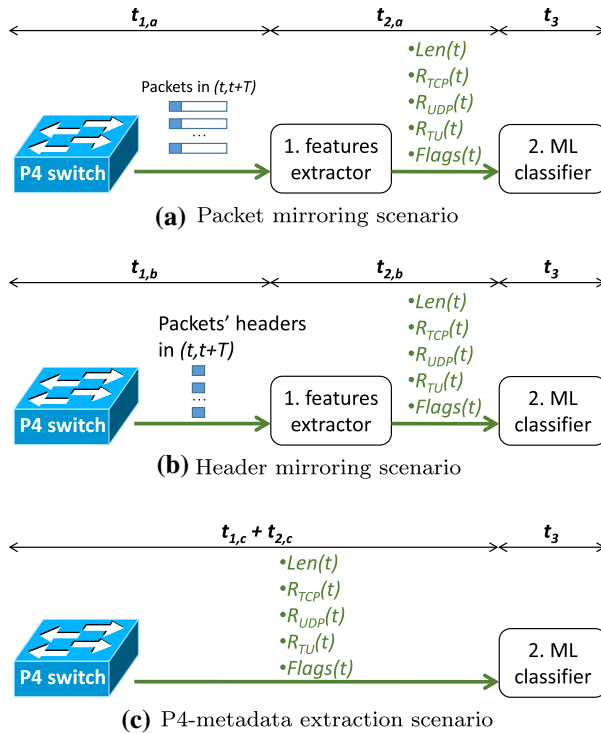 t1,a t2,a t3
Packets in (t,t+T)
...
•Len(t)
•RTCP(t)
•RUDP(t)
•RTU(t)
•Flags(t)
P4 switch
1. features
extractor
2. ML
classifier
(a) Packet mirroring scenario
t1,b t2,b t3
Packets' headers
in (t,t+T)
...
•Len(t)
•RTCP(t)
•RUDP(t)
•RTU(t)
•Flags(t)
P4 switch
1. features
extractor
2. ML
classifier
(b) Header mirroring scenario
t1,c + t2,c t3
•Len(t)
•RTCP(t)
•RUDP(t)
•RTU(t)
•Flags(t)
P4 switch
2. ML
classifier
(c) P4-metadata extraction scenario